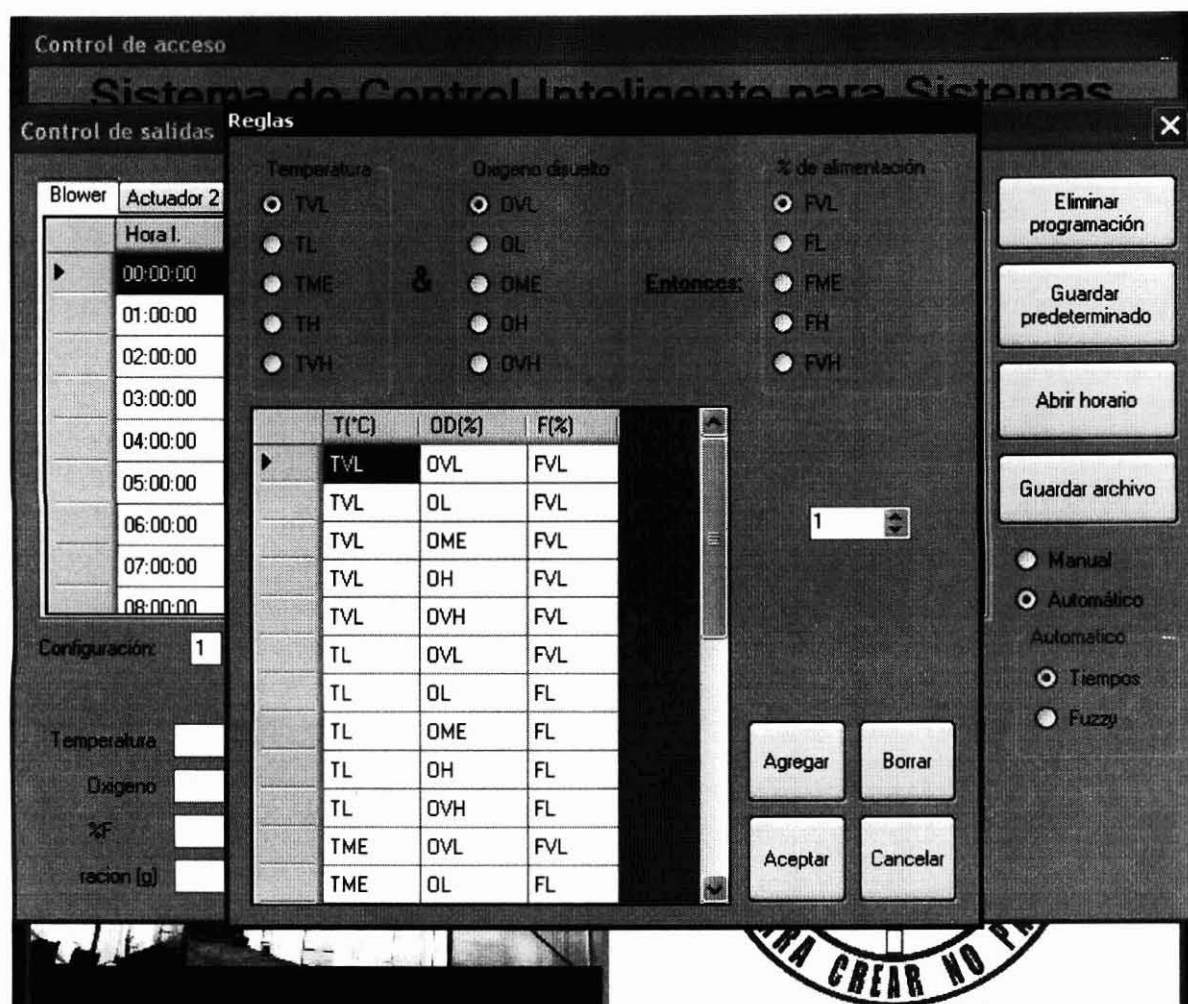 Control de acceso
Sistema de Control Inteligente para Sistemas
Control de salidas
Reglas
Blower Actuador 2
Hora I.
00:00:00
01:00:00
02:00:00
03:00:00
04:00:00
05:00:00
06:00:00
07:00:00
08:00:00
Configuración: 1
Temperatura
Oxigeno
%F
racion (g)
Temperatura
TVL
TL
TME
TH
TVH
&
Oxigeno disuelto
OVL
OL
OME
OH
OVH
Entonces:
% de alimentación
FVL
FL
FME
FH
FVH
T(°C) OD(%) F(%)
TVL OVL FVL
TVL OL FVL
TVL OME FVL
TVL OH FVL
TVL OVH FVL
TL OVL FVL
TL OL FL
TL OME FL
TL OH FL
TL OVH FL
TME OVL FVL
TME OL FL
1
Agregar Borrar
Aceptar Cancelar
Eliminar
programación
Guardar
predeterminado
Abrir horario
Guardar archivo
Manual
Automático
Automatico
Tiempos
Fuzzy
CREAR NO